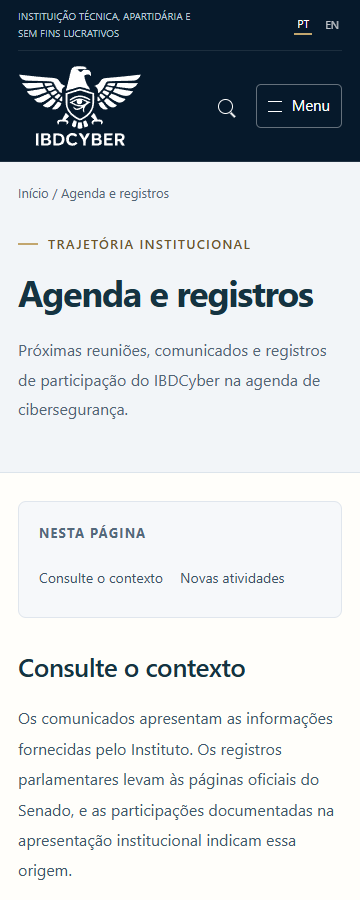 INSTITUIÇÃO TÉCNICA, APARTIDÁRIA E
SEM FINS LUCRATIVOS
PT EN
IBDCYBER
Menu
Início / Agenda e registros
TRAJETÓRIA INSTITUCIONAL
Agenda e registros
Próximas reuniões, comunicados e registros
de participação do IBDCyber na agenda de
cibersegurança.
NESTA PÁGINA
Consulte o contexto Novas atividades
Consulte o contexto
Os comunicados apresentam as informações
fornecidas pelo Instituto. Os registros
parlamentares levam às páginas oficiais do
Senado, e as participações documentadas na
apresentação institucional indicam essa
origem.